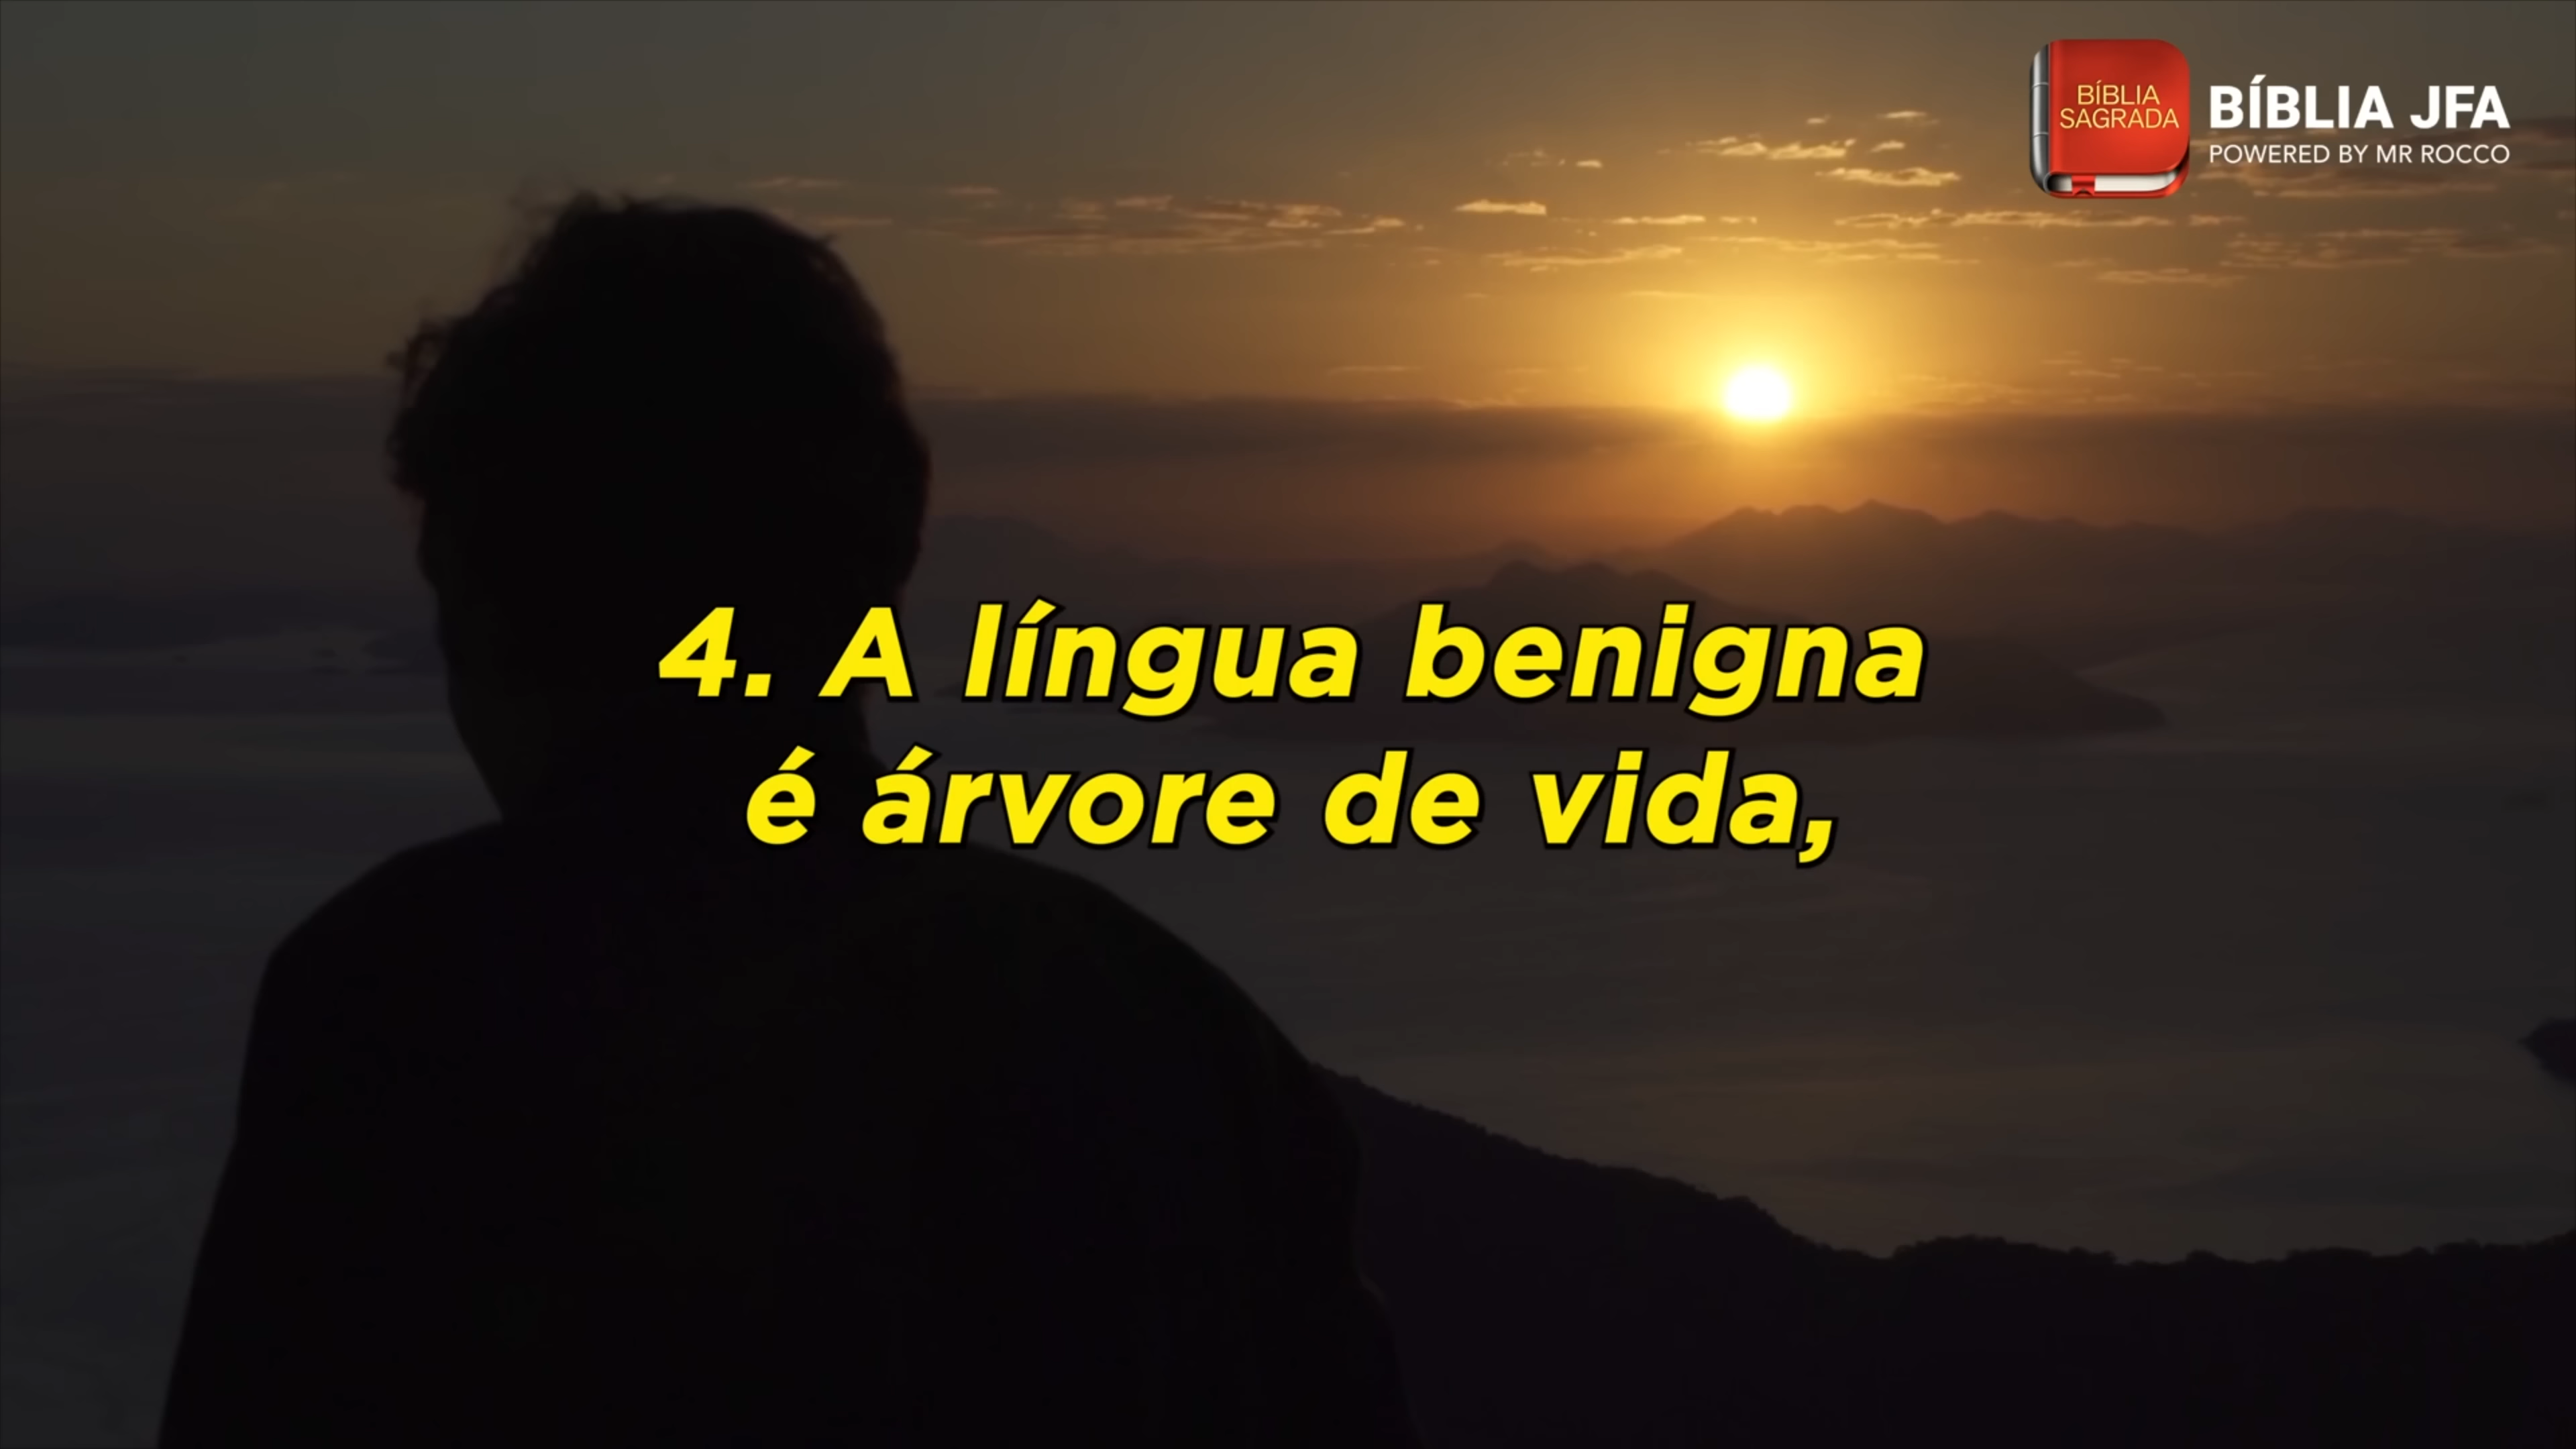 BÍBLIA
SAGRADA
BÍBLIA JFA
POWERED BY MR ROCCO
4. A língua benigna
é árvore de vida,